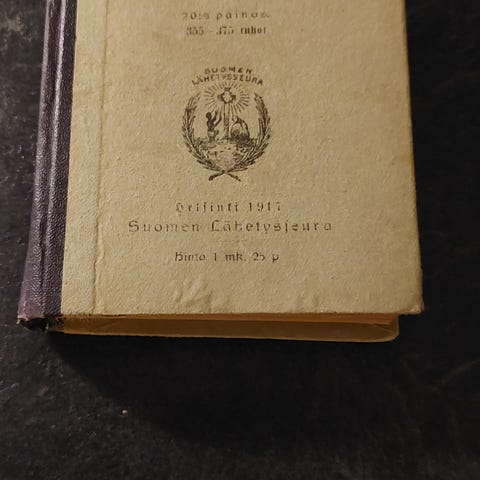 20:s painos.
355—375 tuhat
SUOMEN
LÄHETYSSEURA
Helsinki 1917
Suomen Lähetysseura
Hinta 1 mk. 25 p